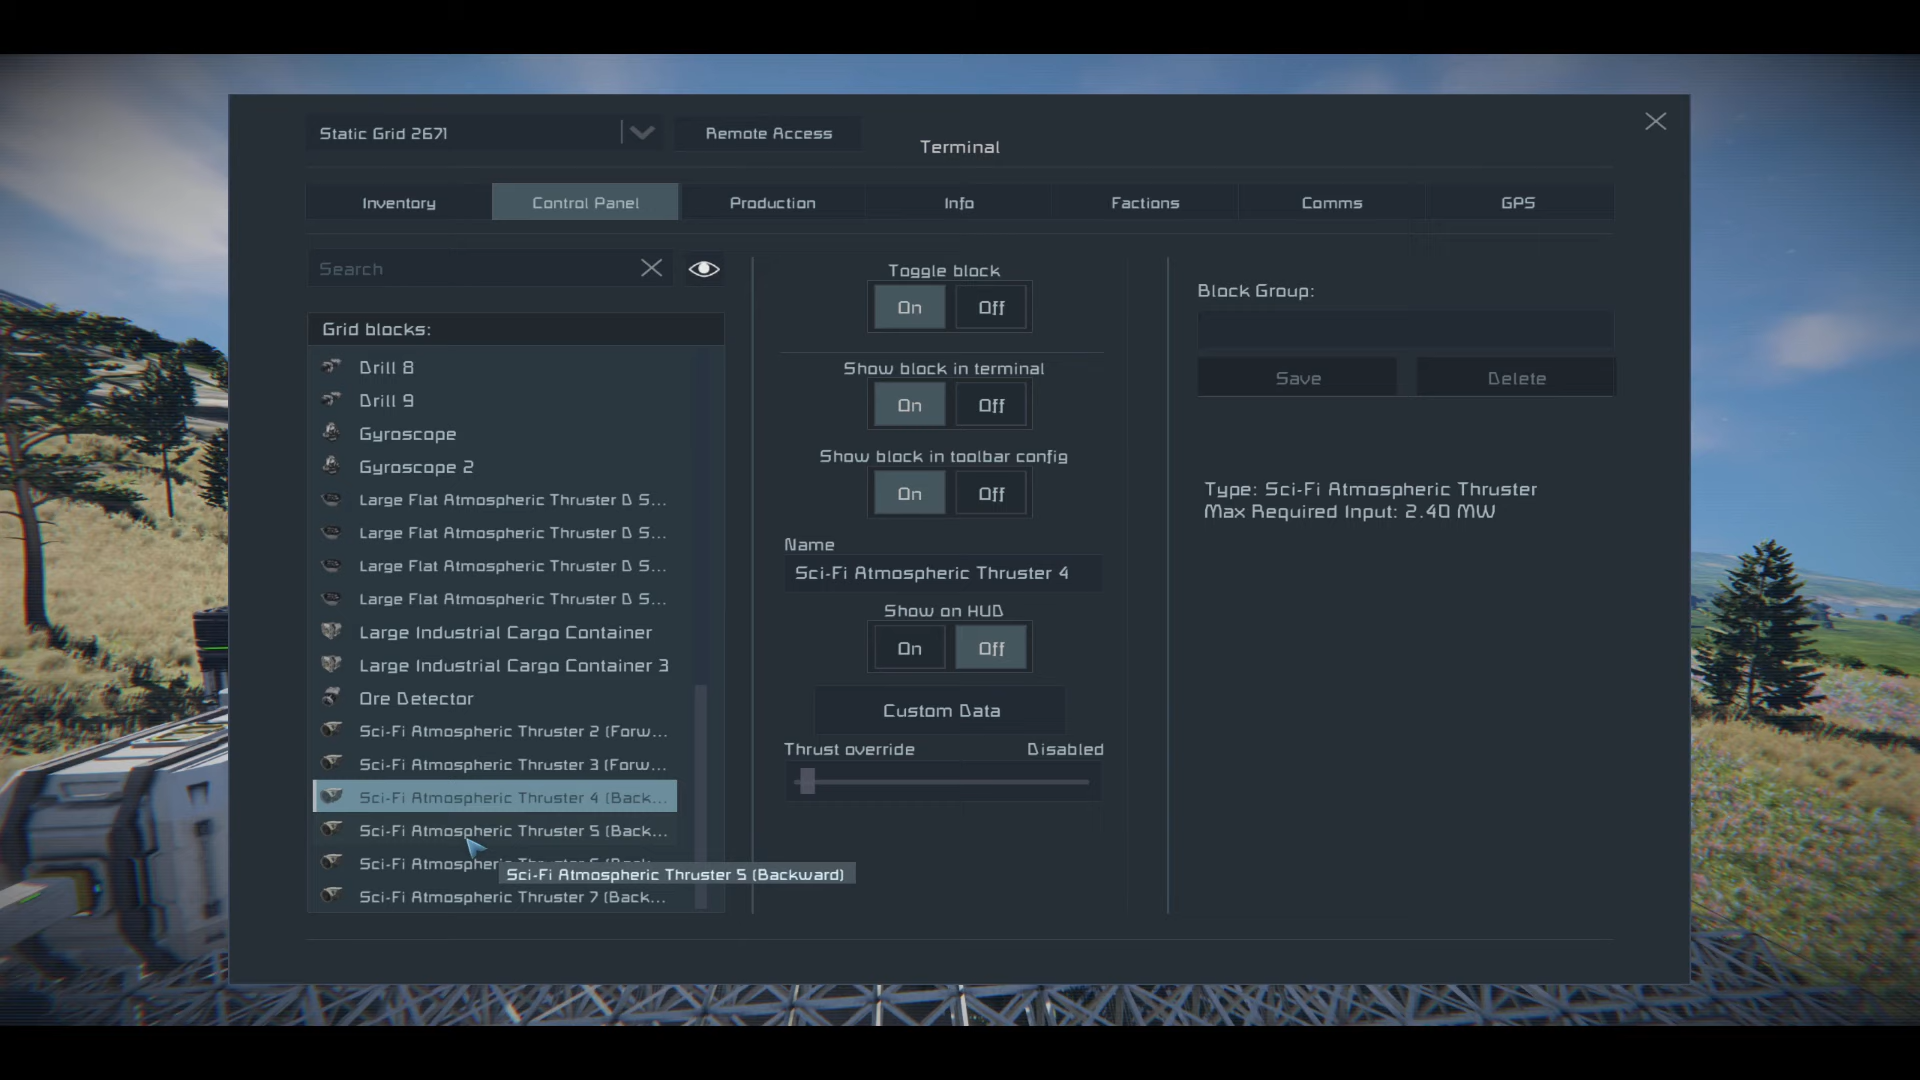 Static Grid 2671
Remote Access
Terminal
Inventory
Control Panel
Production
Info
Factions
Comms
GPS
Search
Grid blocks:
Drill 8
Drill 9
Gyroscope
Gyroscope 2
Large Flat Atmospheric Thruster D S...
Large Flat Atmospheric Thruster D S...
Large Flat Atmospheric Thruster D S...
Large Flat Atmospheric Thruster D S...
Large Industrial Cargo Container
Large Industrial Cargo Container 3
Ore Detector
Sci-Fi Atmospheric Thruster 2 (Forw...
Sci-Fi Atmospheric Thruster 3 (Forw...
Sci-Fi Atmospheric Thruster 4 (Back...
Sci-Fi Atmospheric Thruster 5 (Back...
Sci-Fi Atmospheric Thruster 6 (Back...
Sci-Fi Atmospheric Thruster 5 (Backward)
Sci-Fi Atmospheric Thruster 7 (Back...
Toggle block
On Off
Show block in terminal
On Off
Show block in toolbar config
On Off
Name
Sci-Fi Atmospheric Thruster 4
Show on HUD
On Off
Custom Data
Thrust override Disabled
Block Group:
Save Delete
Type: Sci-Fi Atmospheric Thruster
Max Required Input: 2.40 MW